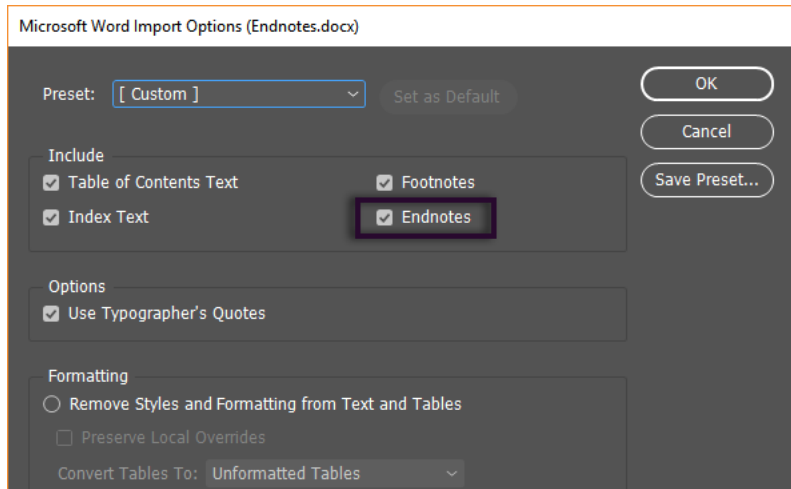 Microsoft Word Import Options (Endnotes.docx)
Preset: [ Custom ] Set as Default OK
Cancel
Include
Table of Contents Text Footnotes Save Preset...
Index Text Endnotes
Options
Use Typographer's Quotes
Formatting
Remove Styles and Formatting from Text and Tables
Preserve Local Overrides
Convert Tables To: Unformatted Tables